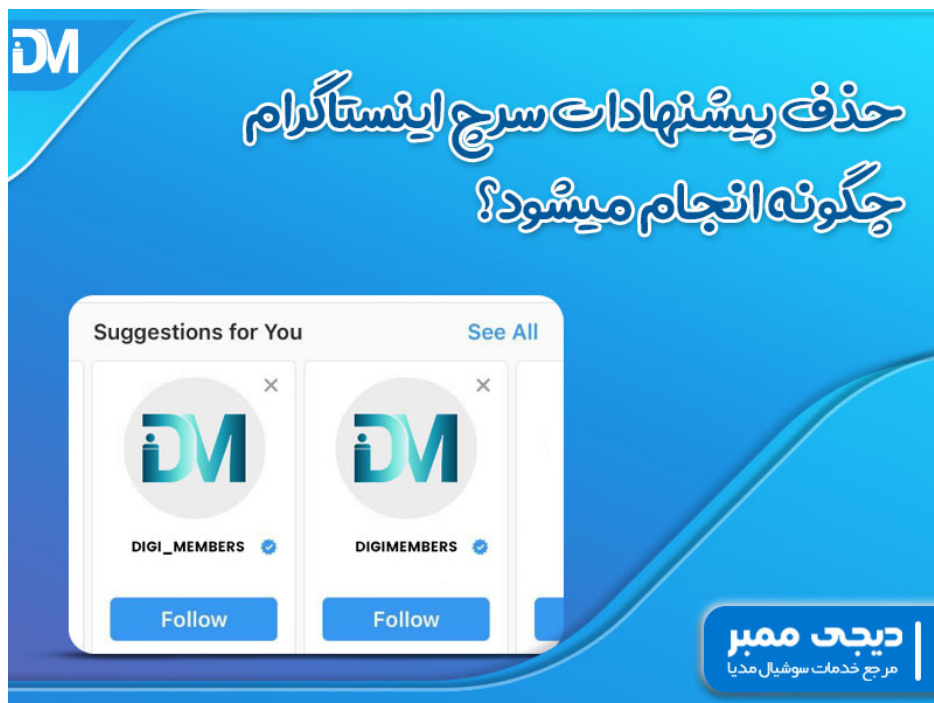 DM
حذف پیشنهادات سرچ اینستاگرام
چگونه انجام میشود؟
Suggestions for You
See All
DM
DM
DIGI_MEMBERS
DIGIMEMBERS
Follow
Follow
دیجی ممبر
مرجع خدمات سوشیال مدیا